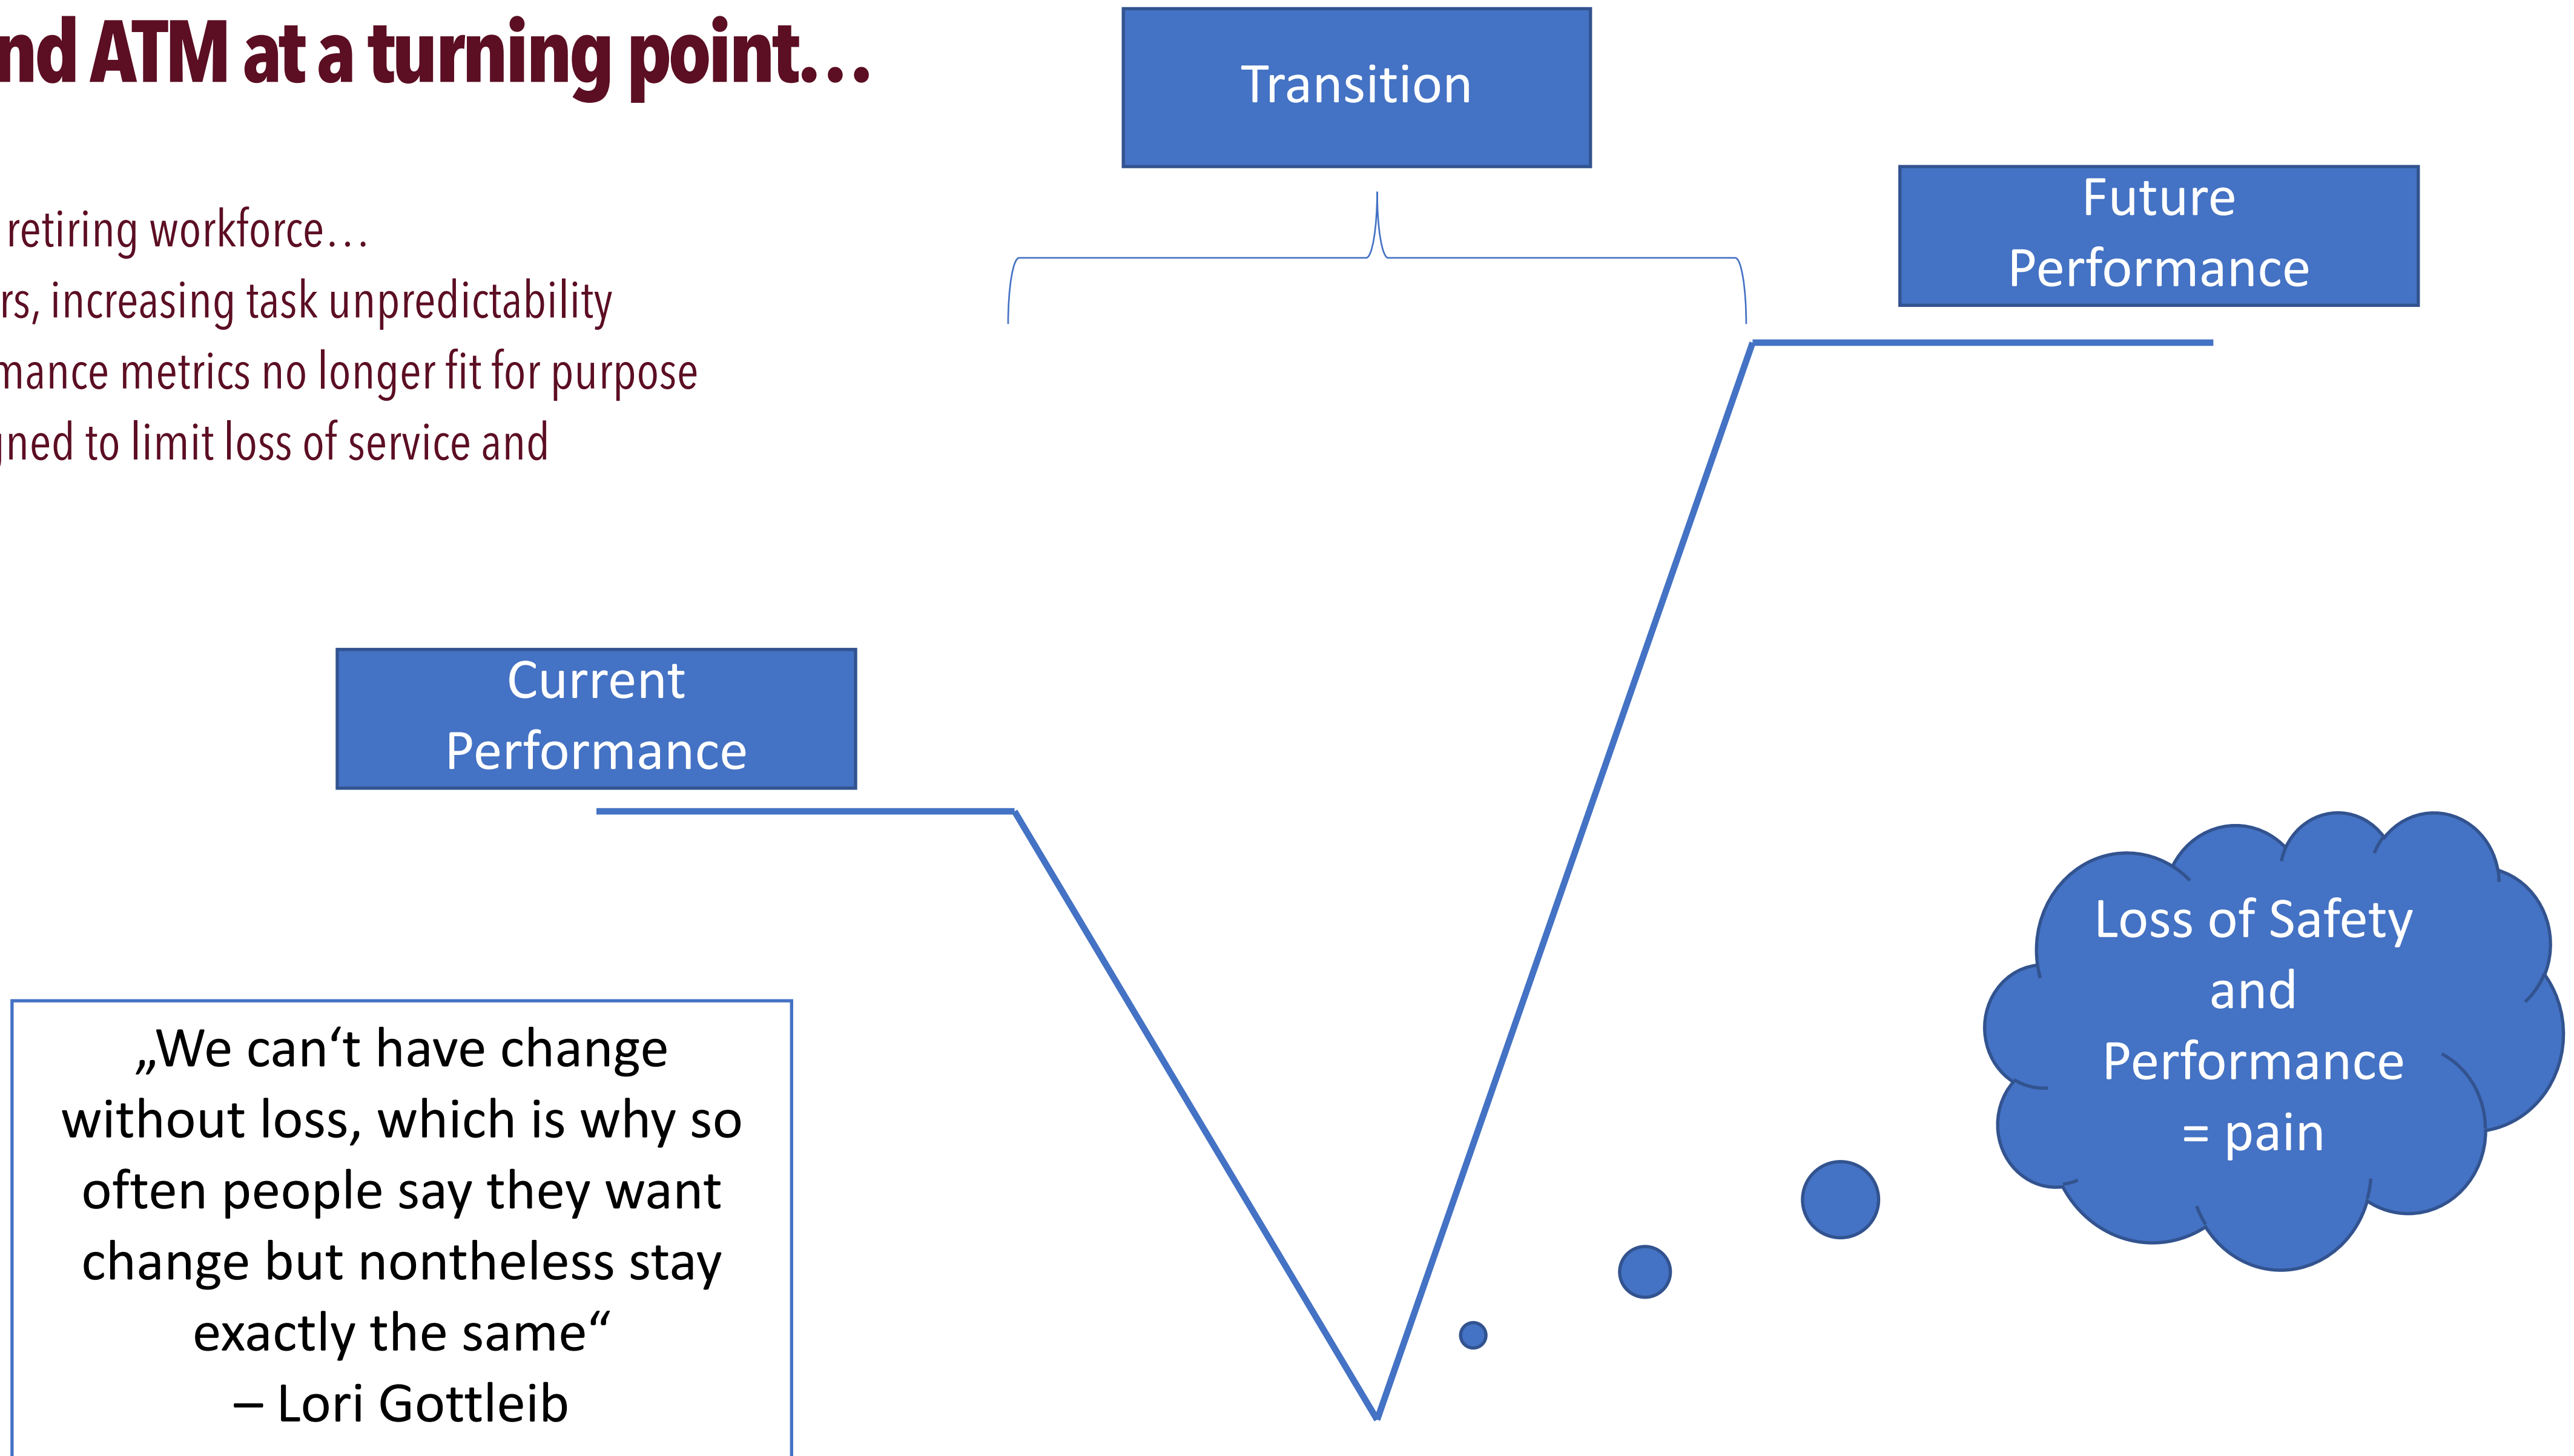 nd ATM at a turning point...
retiring workforce...
rs, increasing task unpredictability
mance metrics no longer fit for purpose
gned to limit loss of service and
Transition
Future
Performance
Current
Performance
„We can‘t have change
without loss, which is why so
often people say they want
change but nontheless stay
exactly the same“
– Lori Gottleib
Loss of Safety
and
Performance
= pain